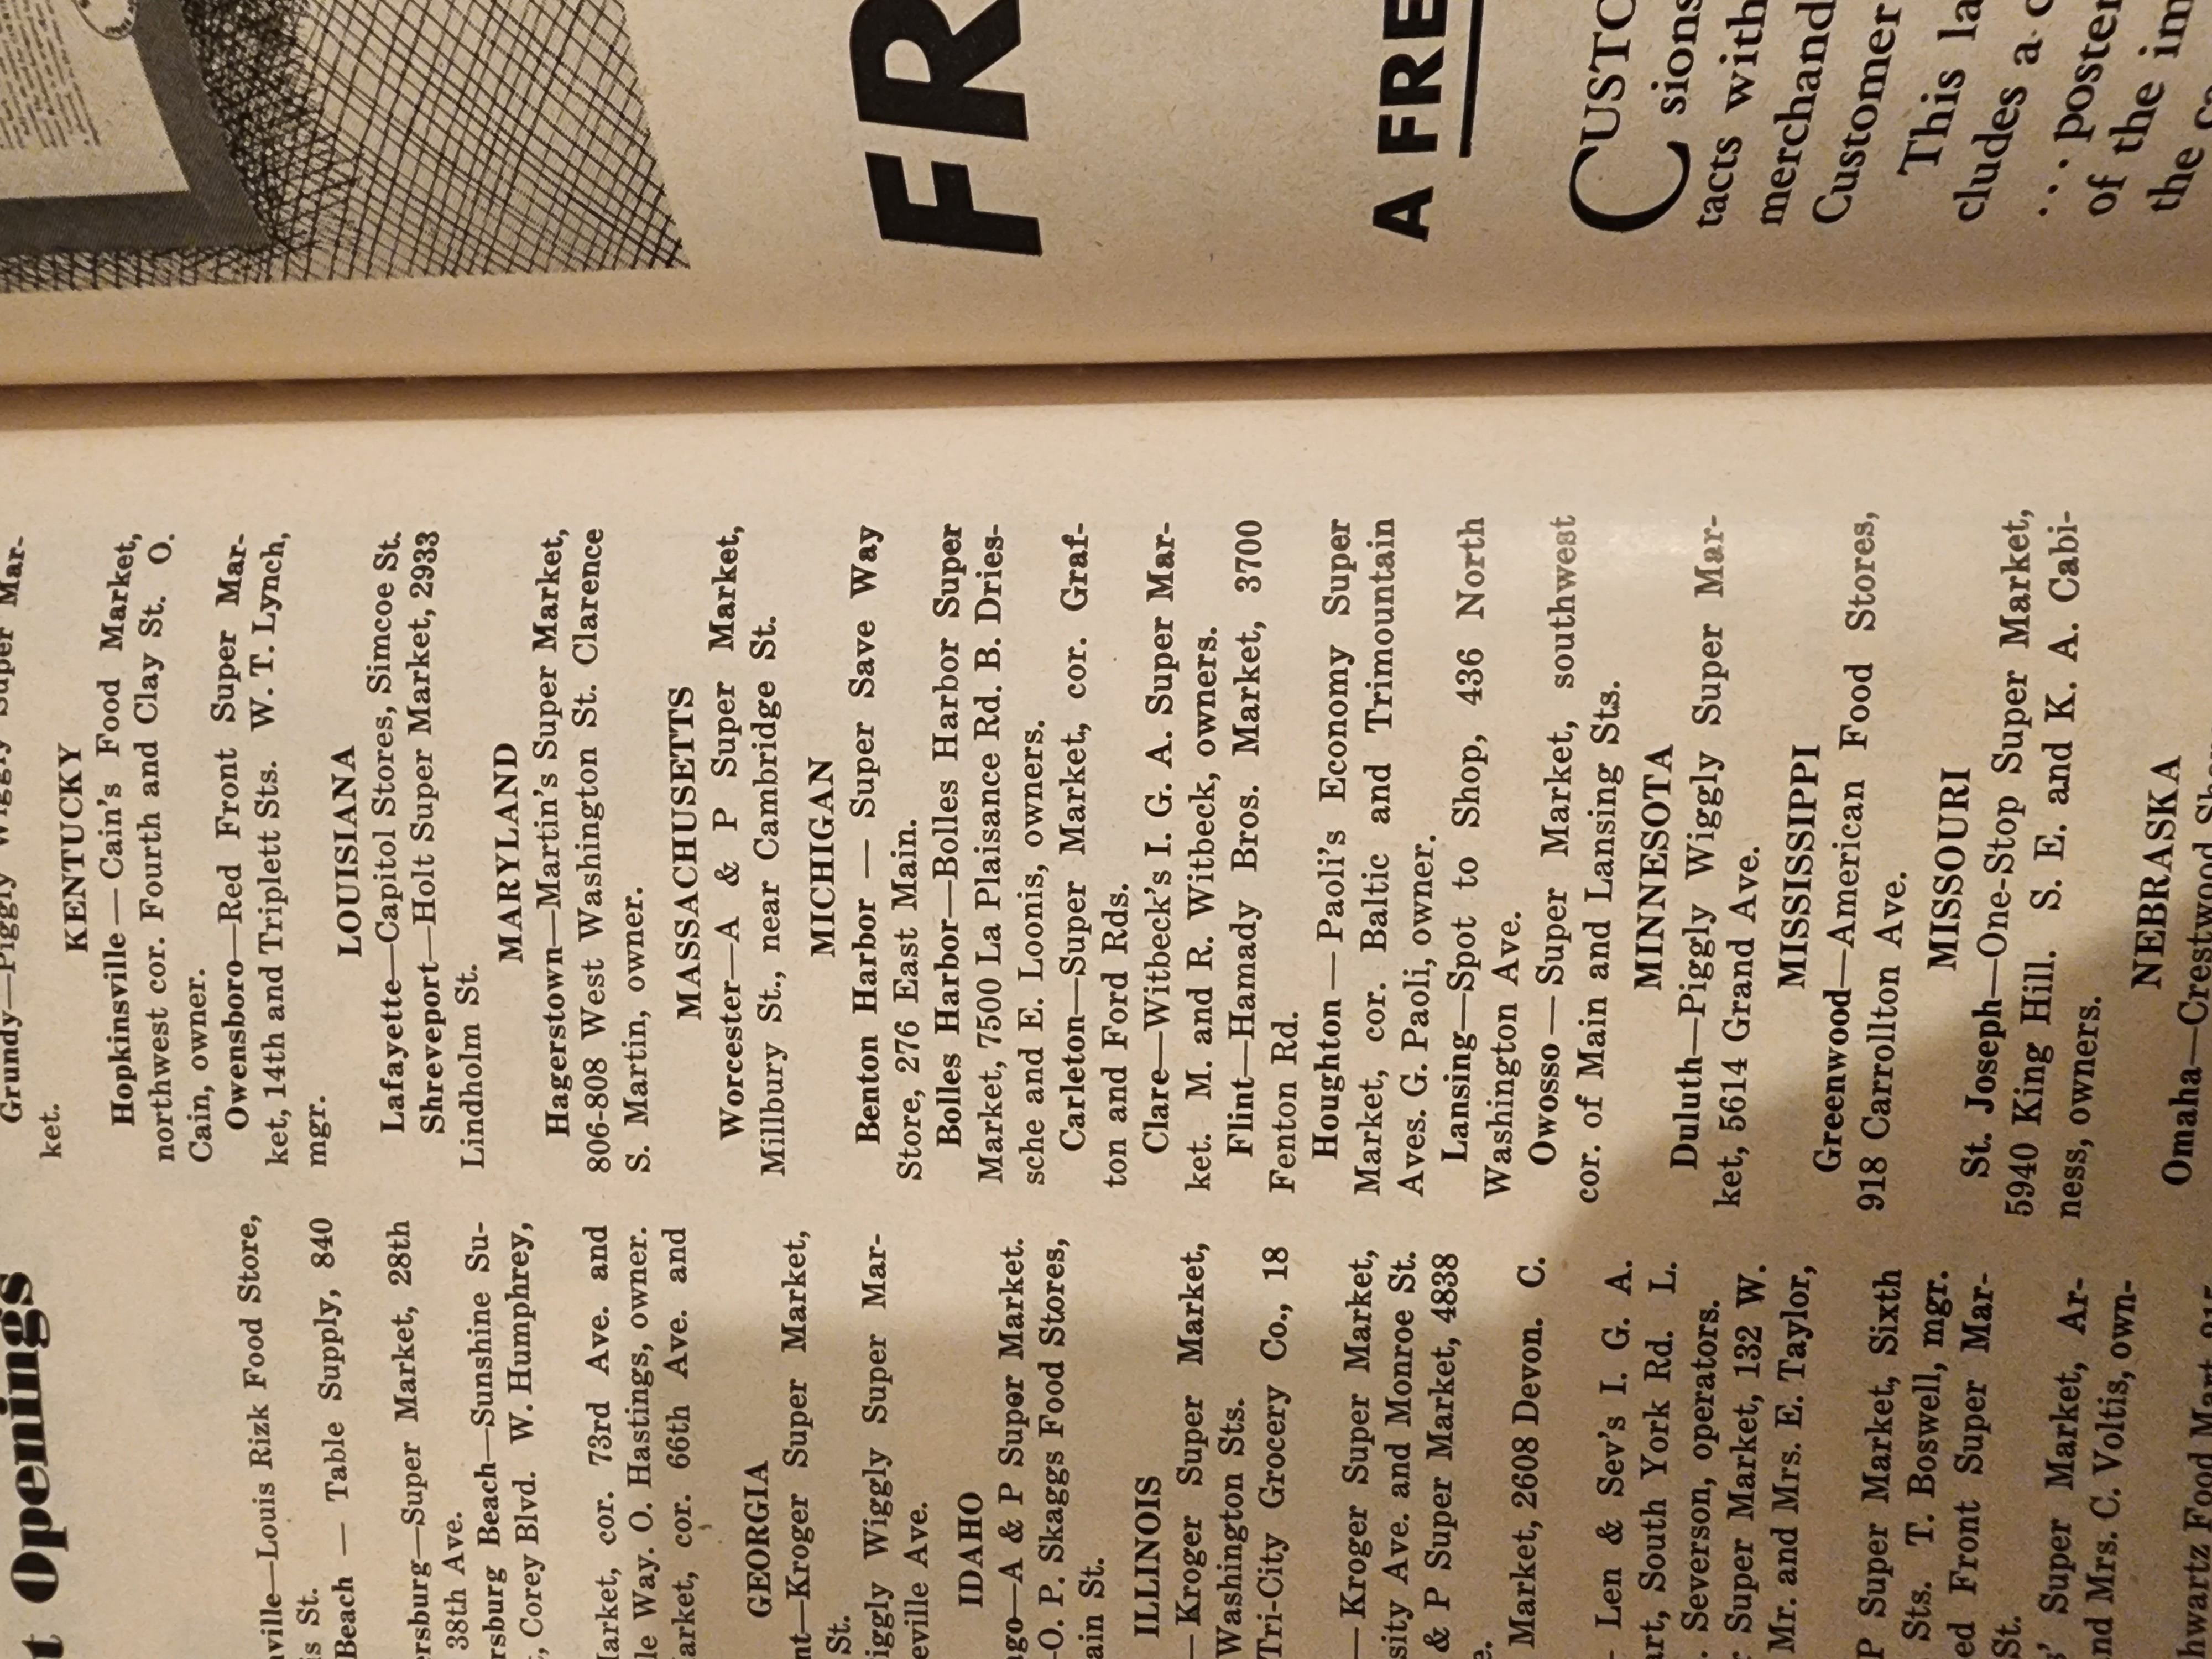 t Openings
ville—Louis Rizk Food Store,
is St.
Beach — Table Supply, 840
ersburg—Super Market, 28th
38th Ave.
rsburg Beach—Sunshine Su-
, Corey Blvd. W. Humphrey,
arket, cor. 73rd Ave. and
le Way. O. Hastings, owner.
arket, cor. 66th Ave. and
GEORGIA
nt—Kroger Super Market,
St.
iggly Wiggly Super Mar-
eville Ave.
IDAHO
ago—A & P Super Market.
—O. P. Skaggs Food Stores,
ain St.
ILLINOIS
—Kroger Super Market,
Washington Sts.
Tri-City Grocery Co., 18
— Kroger Super Market,
sity Ave. and Monroe St.
& P Super Market, 4838
e.
Market, 2608 Devon. C.
- Len & Sev's I. G. A.
art, South York Rd. L.
. Severson, operators.
Super Market, 132 W.
Mr. and Mrs. E. Taylor,
P Super Market, Sixth
Sts. T. Boswell, mgr.
ed Front Super Mar-
St.
s' Super Market, Ar-
nd Mrs. C. Voltis, own-
hwartz Food Mart
Grundy—Piggly Wiggly Super Mar-
ket.
KENTUCKY
Hopkinsville—Cain's Food Market,
northwest cor. Fourth and Clay St. O.
Cain, owner.
Owensboro—Red Front Super Mar-
ket, 14th and Triplett Sts. W. T. Lynch,
mgr.
LOUISIANA
Lafayette—Capitol Stores, Simcoe St.
Shreveport—Holt Super Market, 2933
Lindholm St.
MARYLAND
Hagerstown—Martin's Super Market,
806-808 West Washington St. Clarence
S. Martin, owner.
MASSACHUSETTS
Worcester—A & P Super Market,
Millbury St., near Cambridge St.
MICHIGAN
Benton Harbor — Super Save Way
Store, 276 East Main.
Bolles Harbor—Bolles Harbor Super
Market, 7500 La Plaisance Rd. B. Dries-
sche and E. Loonis, owners.
Carleton—Super Market, cor. Graf-
ton and Ford Rds.
Clare—Witbeck's I. G. A. Super Mar-
ket. M. and R. Witbeck, owners.
Flint—Hamady Bros. Market, 3700
Fenton Rd.
Houghton — Paoli's Economy Super
Market, cor. Baltic and Trimountain
Aves. G. Paoli, owner.
Lansing—Spot to Shop, 436 North
Washington Ave.
Owosso — Super Market, southwest
cor. of Main and Lansing Sts.
MINNESOTA
Duluth—Piggly Wiggly Super Mar-
ket, 5614 Grand Ave.
MISSISSIPPI
Greenwood—American Food Stores,
918 Carrollton Ave.
MISSOURI
St. Joseph—One-Stop Super Market,
5940 King Hill. S. E. and K. A. Cabi-
ness, owners.
NEBRASKA
Omaha—Crestwood
FR
A FRE
CUSTO
sions
tacts with
merchand
Customer
This la
cludes a c
... poster
of the im
the ca